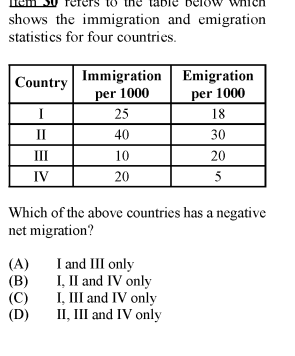 Item 30 refers to the table below which
shows the immigration and emigration
statistics for four countries.
Country Immigration per 1000 Emigration per 1000
I 25 18
II 40 30
III 10 20
IV 20 5
Which of the above countries has a negative
net migration?
(A) I and III only
(B) I, II and IV only
(C) I, III and IV only
(D) II, III and IV only